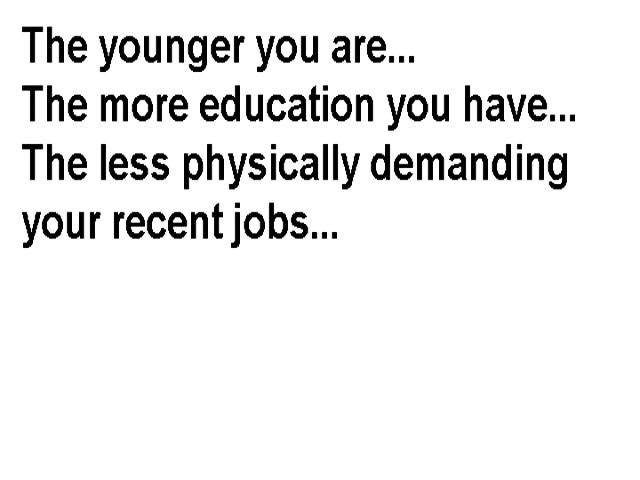 The younger you are...
The more education you have...
The less physically demanding
your recent jobs...